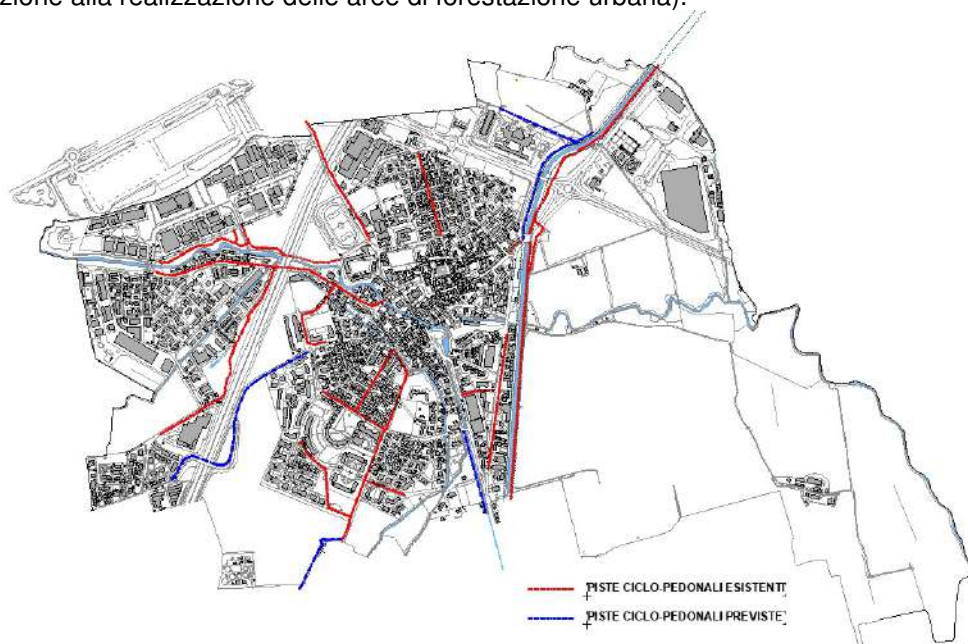 zione alla realizzazione delle aree di forestazione urbana).
PISTE CICLO-PEDONALI ESISTENTI
PISTE CICLO-PEDONALI PREVISTE